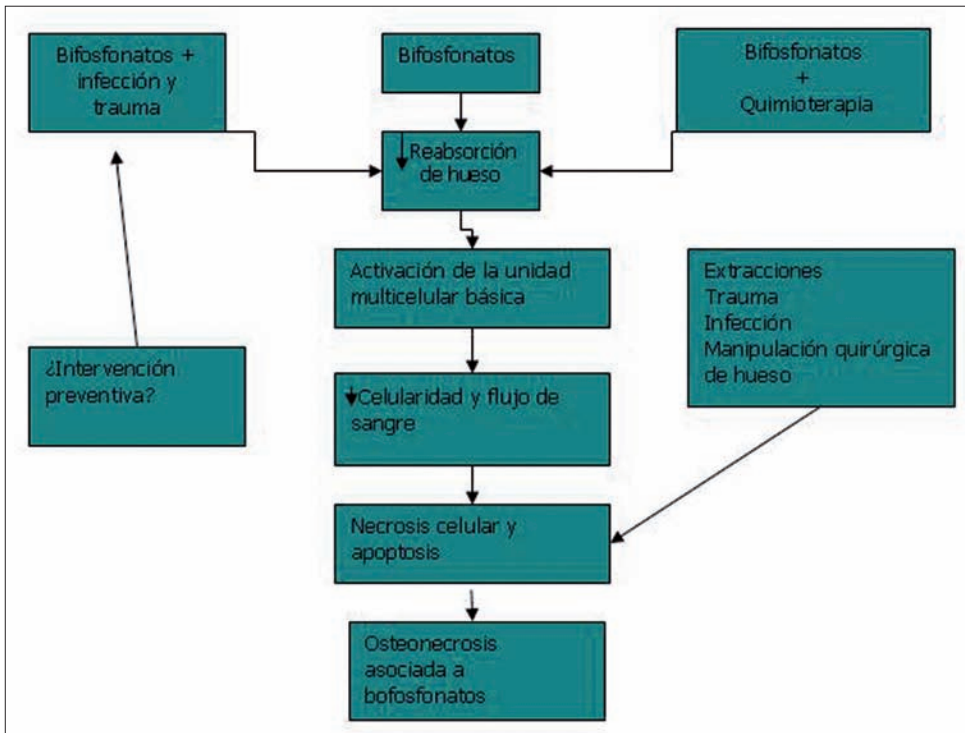 Bifosfonatos +
infección y
trauma
Bifosfonatos
Bifosfonatos
+
Quimioterapia
Reabsorción
de hueso
Activación de la unidad
multicelular básica
Extracciones
Trauma
Infección
Manipulación quirúrgica
de hueso
¿Intervención
preventiva?
Celularidad y flujo de
sangre
Necrosis celular y
apoptosis
Osteonecrosis
asociada a
bofosfonatos